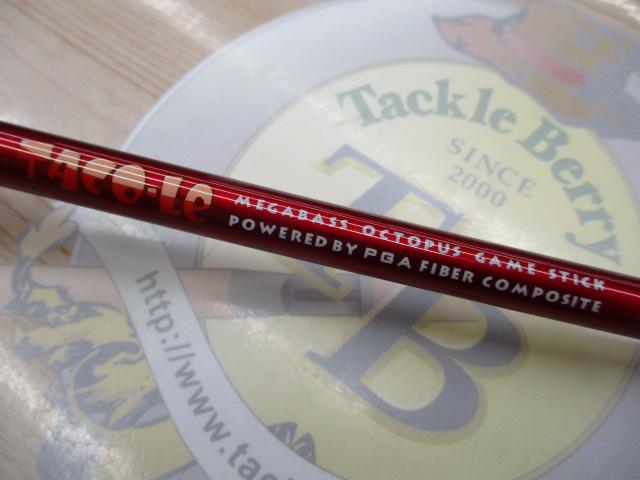 Tackle Berry
SINCE
2000
TB
TACO-LE
MEGABASS OCTOPUS GAME STICK
POWERED BY PGA FIBER COMPOSITE
http://www.tac